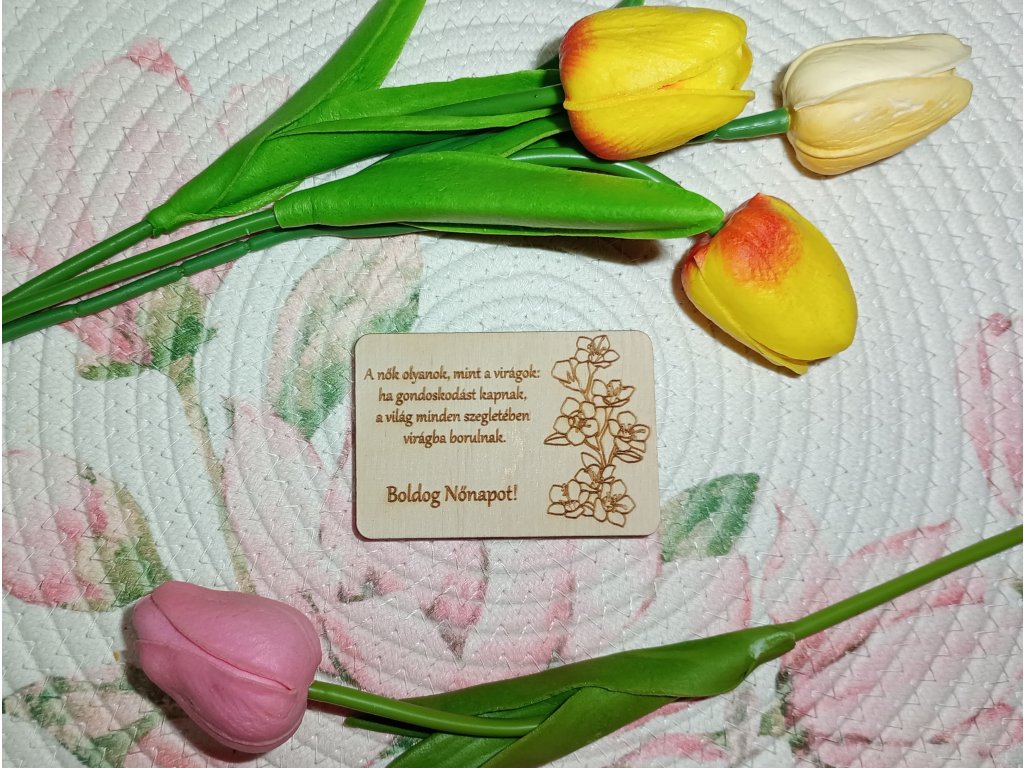 A nők olyanok, mint a virágok:
ha gondoskodást kapnak,
a világ minden szegletében
virágba borulnak.
Boldog Nőnapot!